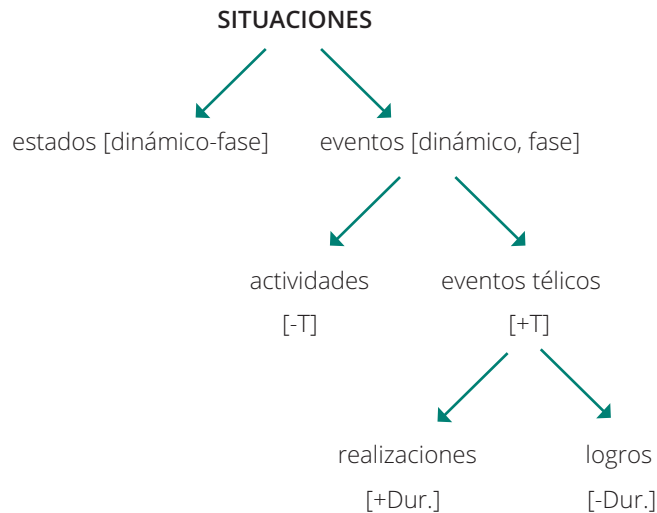 SITUACIONES
estados [dinámico-fase]
eventos [dinámico, fase]
actividades
[-T]
eventos télicos
[+T]
realizaciones
[+Dur.]
logros
[-Dur.]